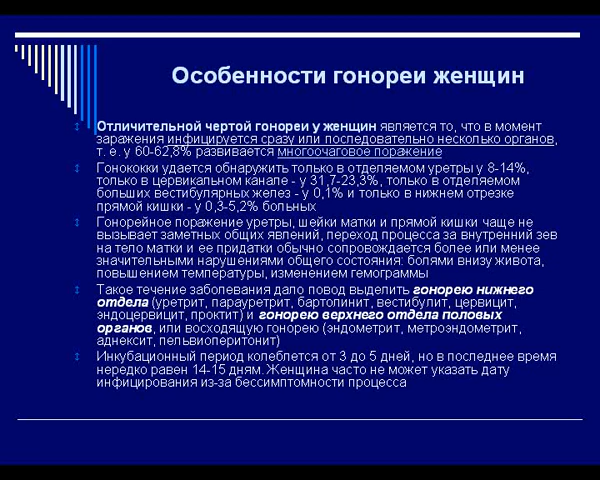 Особенности гонореи женщин
Отличительной чертой гонореи у женщин является то, что в момент
заражения инфицируется сразу или последовательно несколько органов,
т. е. у 60-62,8% развивается многоочаговое поражение
Гонококки удается обнаружить только в отделяемом уретры у 8-14%,
только в цервикальном канале - у 31,7-23,3%, только в отделяемом
больших вестибулярных желез - у 0,1% и только в нижнем отрезке
прямой кишки - у 0,3-5,2% больных
Гонорейное поражение уретры, шейки матки и прямой кишки чаще не
вызывает заметных общих явлений, переход процесса за внутренний зев
на тело матки и ее придатки обычно сопровождается более или менее
значительными нарушениями общего состояния: болями внизу живота,
повышением температуры, изменением гемограммы
Такое течение заболевания дало повод выделить гонорею нижнего
отдела (уретрит, парауретрит, бартолинит, вестибулит, цервицит,
эндоцервицит, проктит) и гонорею верхнего отдела половых
органов, или восходящую гонорею (эндометрит, метроэндометрит,
аднексит, пельвиоперитонит)
Инкубационный период колеблется от 3 до 5 дней, но в последнее время
нередко равен 14-15 дням. Женщина часто не может указать дату
инфицирования из-за бессимптомности процесса